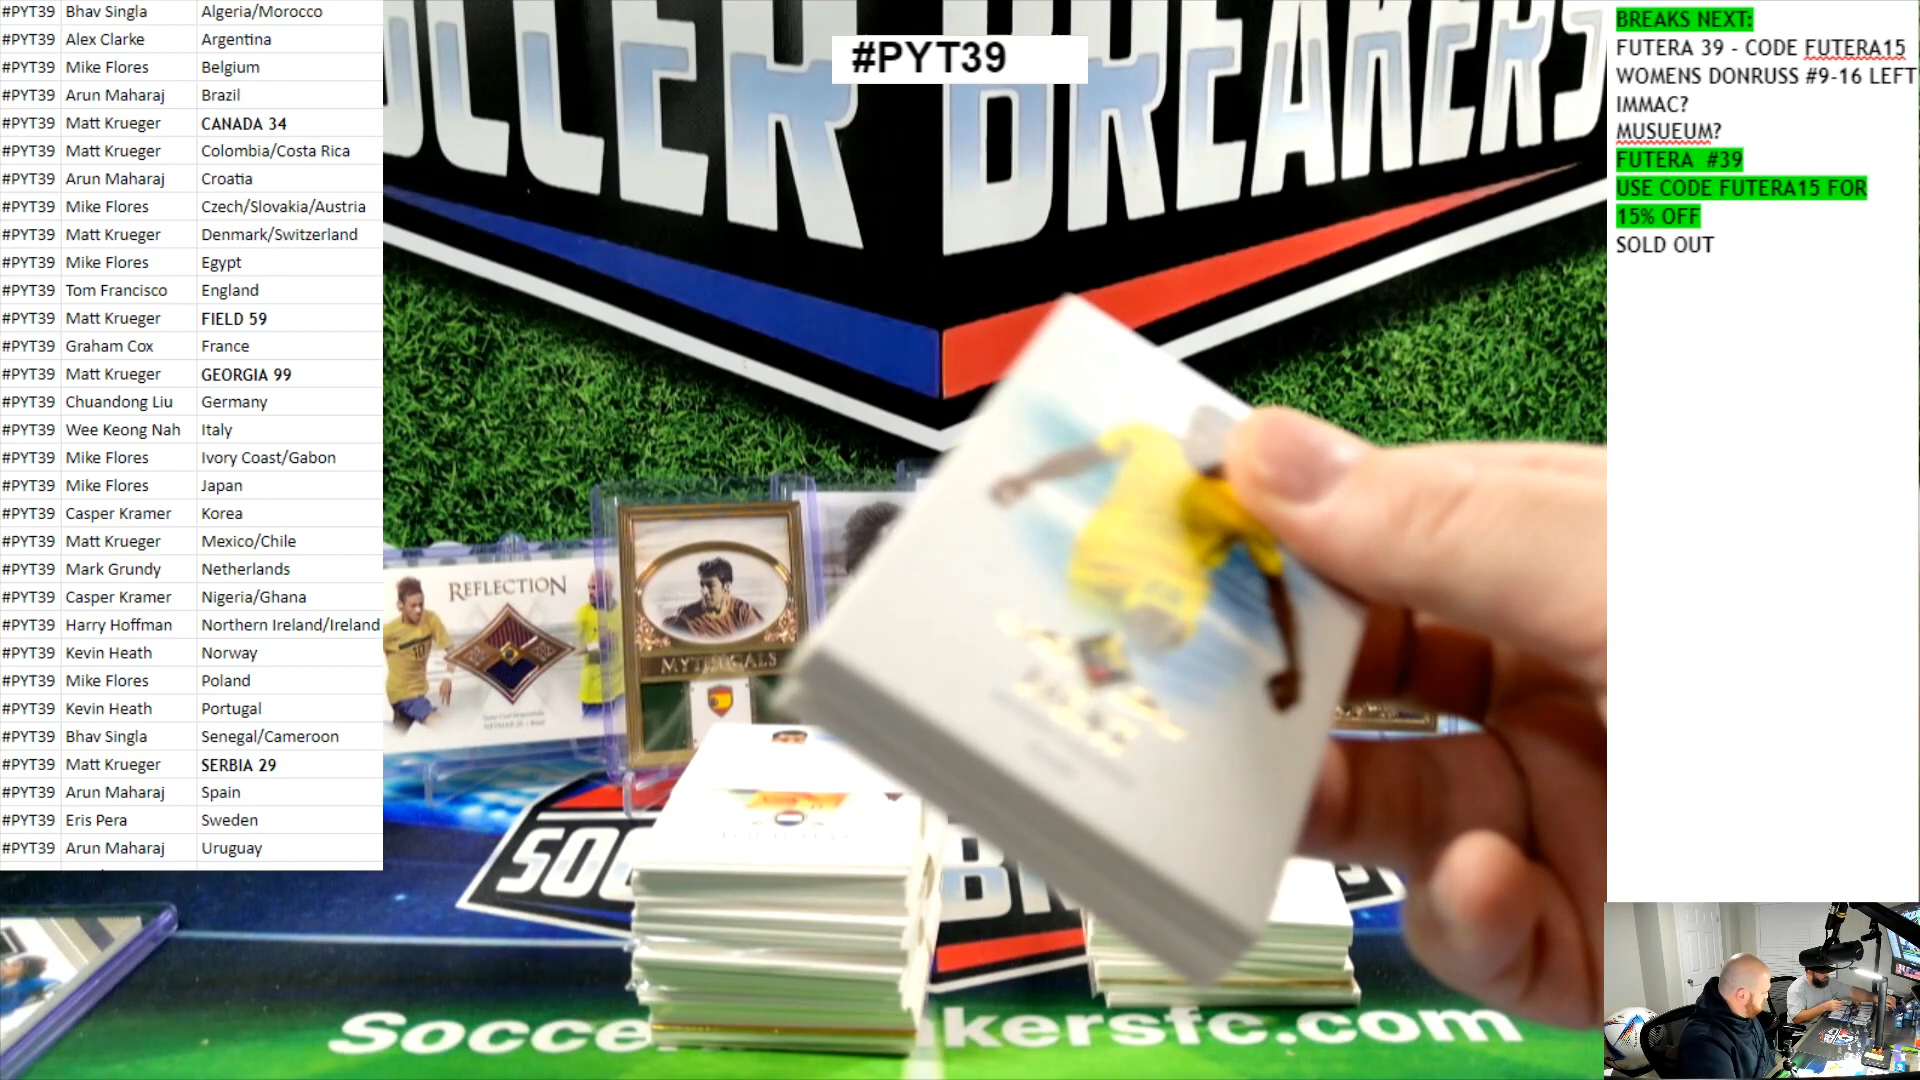 #PYT39 Bhav Singla Algeria/Morocco
#PYT39 Alex Clarke Argentina
#PYT39 Mike Flores Belgium
#PYT39 Arun Maharaj Brazil
#PYT39 Matt Krueger CANADA 34
#PYT39 Matt Krueger Colombia/Costa Rica
#PYT39 Arun Maharaj Croatia
#PYT39 Mike Flores Czech/Slovakia/Austria
#PYT39 Matt Krueger Denmark/Switzerland
#PYT39 Mike Flores Egypt
#PYT39 Tom Francisco England
#PYT39 Matt Krueger FIELD 59
#PYT39 Graham Cox France
#PYT39 Matt Krueger GEORGIA 99
#PYT39 Chuandong Liu Germany
#PYT39 Wee Keong Nah Italy
#PYT39 Mike Flores Ivory Coast/Gabon
#PYT39 Mike Flores Japan
#PYT39 Casper Kramer Korea
#PYT39 Matt Krueger Mexico/Chile
#PYT39 Mark Grundy Netherlands
#PYT39 Casper Kramer Nigeria/Ghana
#PYT39 Harry Hoffman Northern Ireland/Ireland
#PYT39 Kevin Heath Norway
#PYT39 Mike Flores Poland
#PYT39 Kevin Heath Portugal
#PYT39 Bhav Singla Senegal/Cameroon
#PYT39 Matt Krueger SERBIA 29
#PYT39 Arun Maharaj Spain
#PYT39 Eris Pera Sweden
#PYT39 Arun Maharaj Uruguay
#PYT39
OCCER BREAKERS
REFLECTION
10
MYTHICALS
SOC
BR
Socce kersfc.com
BREAKS NEXT:
FUTERA 39 - CODE FUTERA15
WOMENS DONRUSS #9-16 LEFT
IMMAC?
MUSUEUM?
FUTERA #39
USE CODE FUTERA15 FOR
15% OFF
SOLD OUT